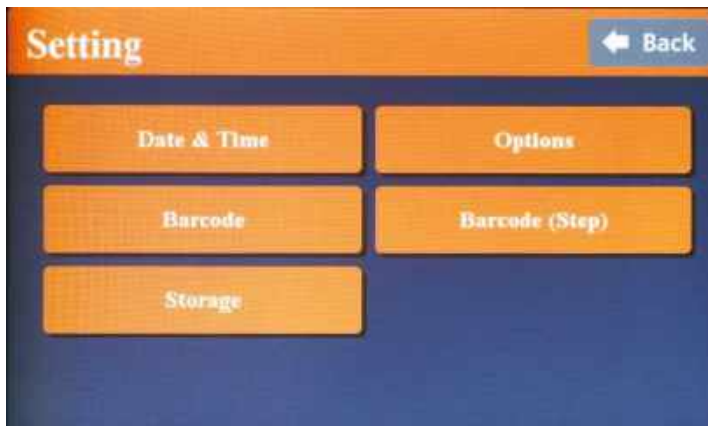 Setting
Back
Date & Time
Options
Barcode
Barcode (Step)
Storage